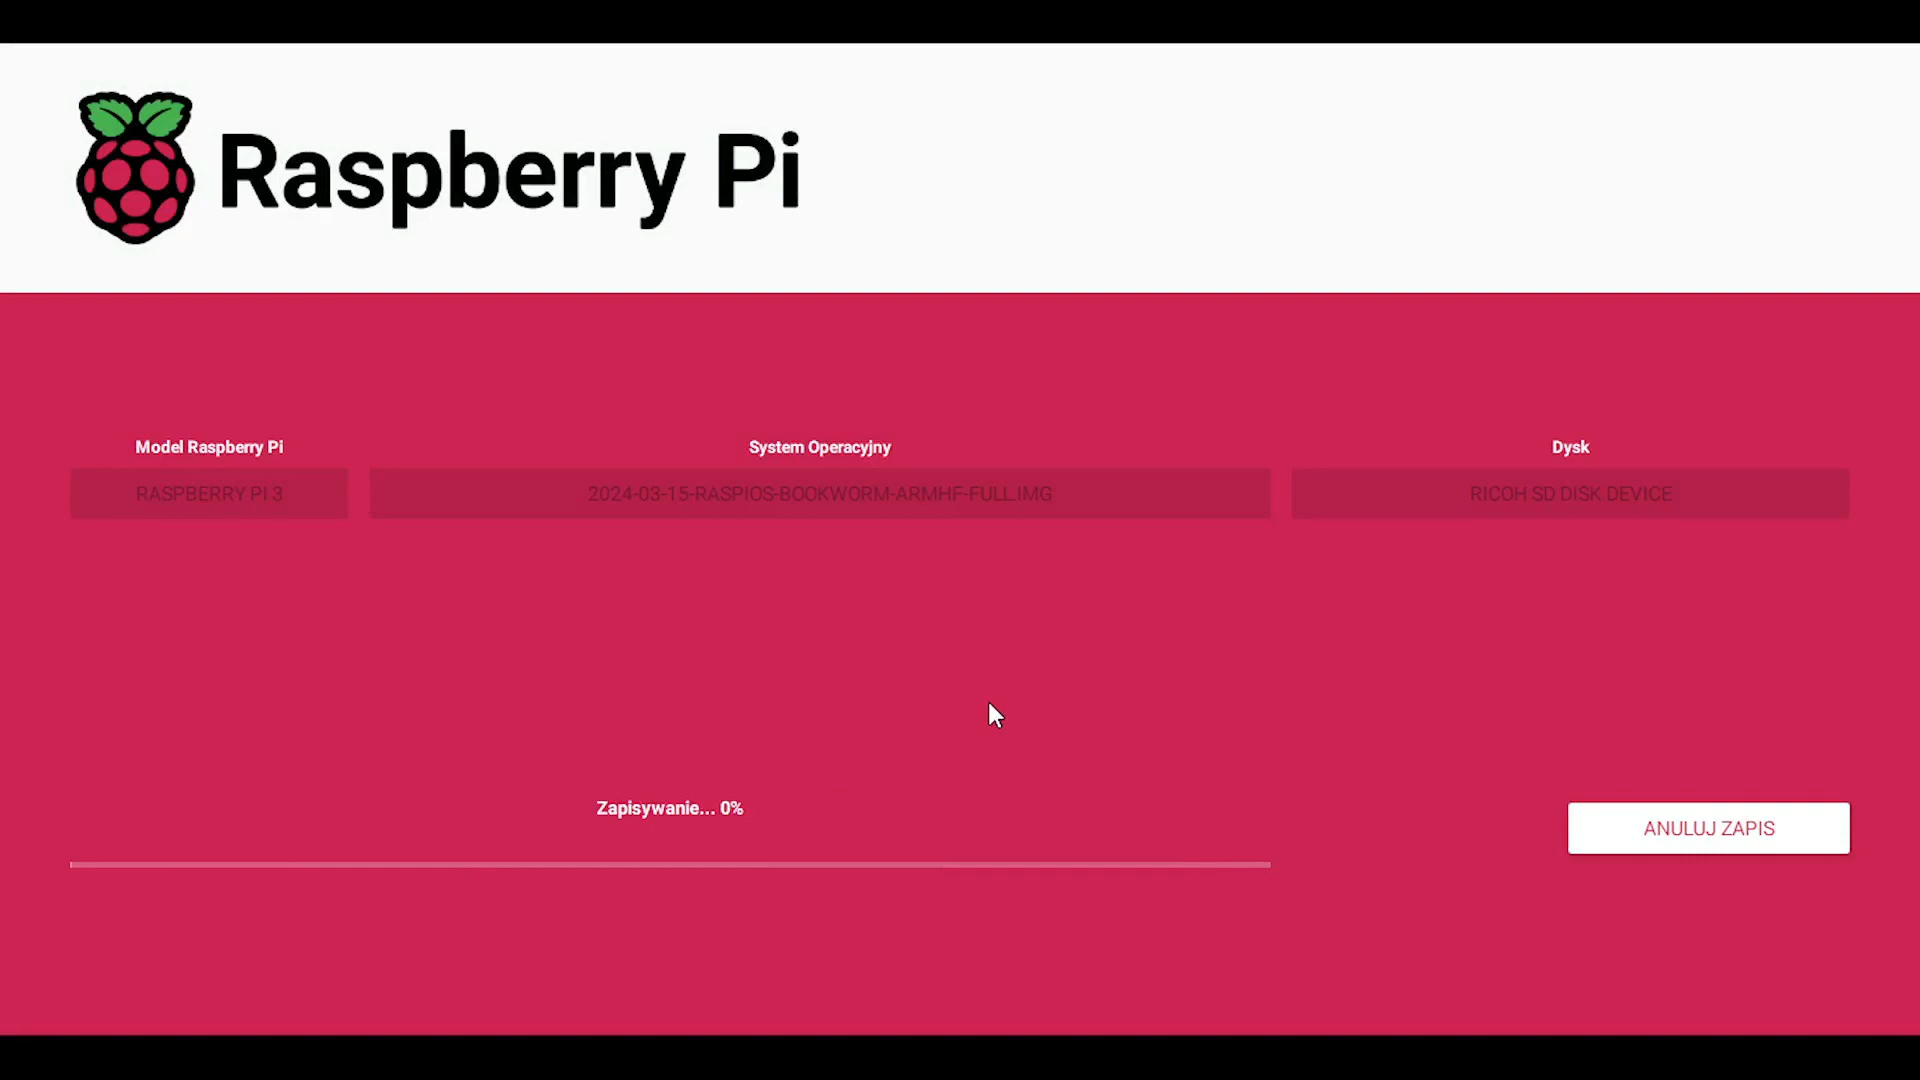 Raspberry Pi
Model Raspberry Pi
System Operacyjny
Dysk
RASPBERRY PI 3
2024-03-15-RASPIOS-BOOKWORM-ARMHF-FULL.IMG
RICOH SD DISK DEVICE
Zapisywanie... 0%
ANULUJ ZAPIS